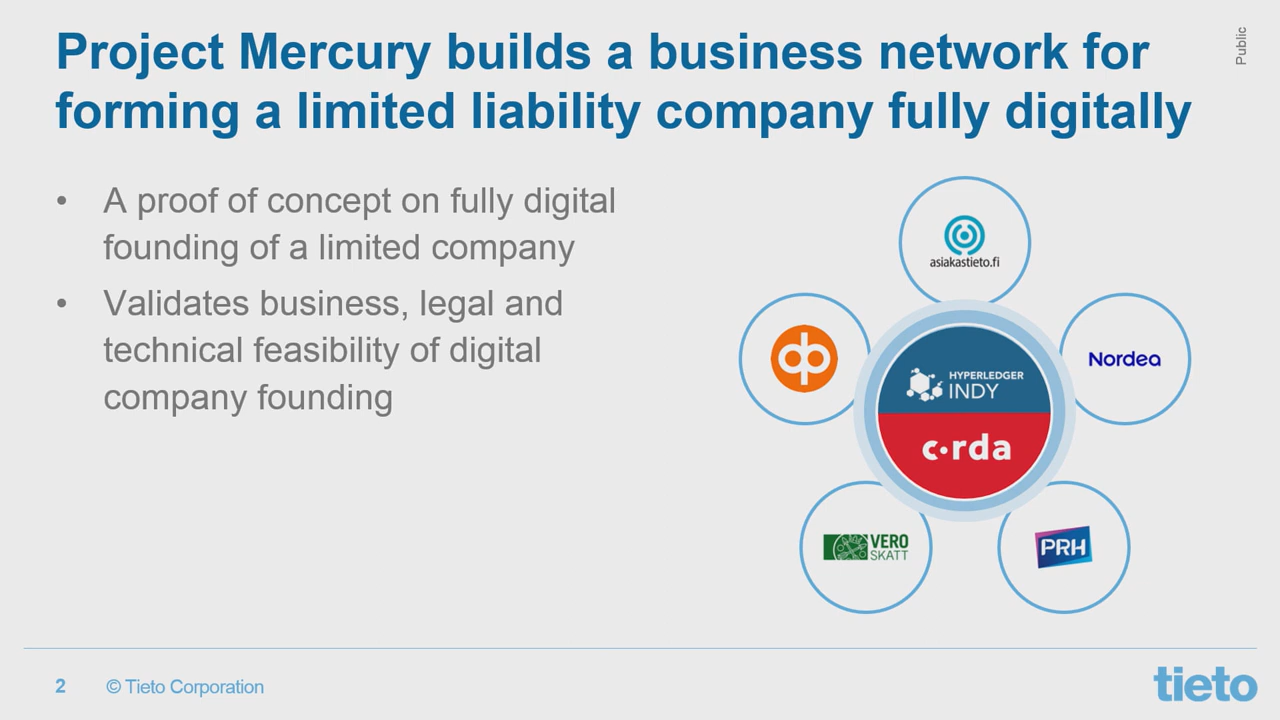 Project Mercury builds a business network for
forming a limited liability company fully digitally
Public
• A proof of concept on fully digital
founding of a limited company
• Validates business, legal and
technical feasibility of digital
company founding
asiakastieto.fi
op
Nordea
HYPERLEDGER
INDY
c·rda
VERO
SKATT
PRH
2
© Tieto Corporation
tieto